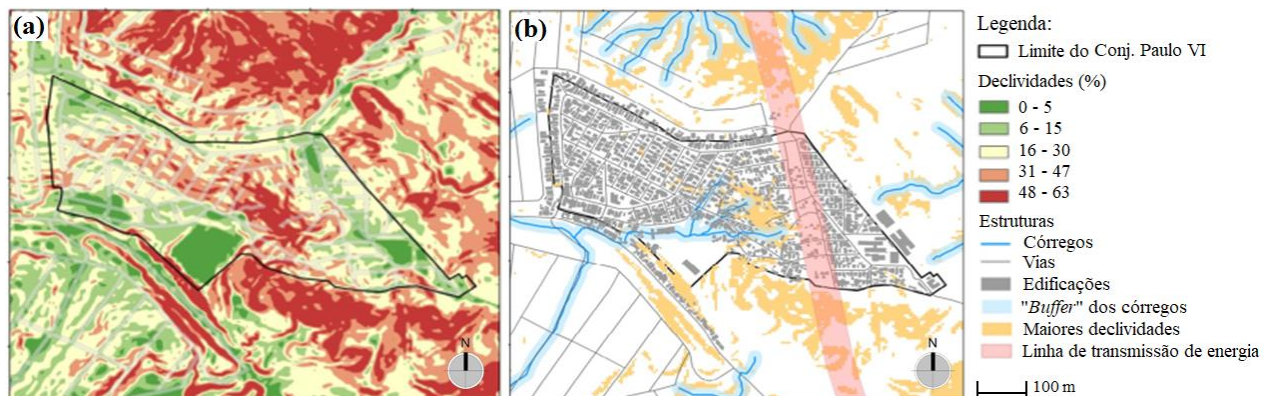 (a)
N
(b)
N
Legenda:
Limite do Conj. Paulo VI
Declividades (%)
0 - 5
6 - 15
16 - 30
31 - 47
48 - 63
Estruturas
Córregos
Vias
Edificações
"Buffer" dos córregos
Maiores declividades
Linha de transmissão de energia
100 m